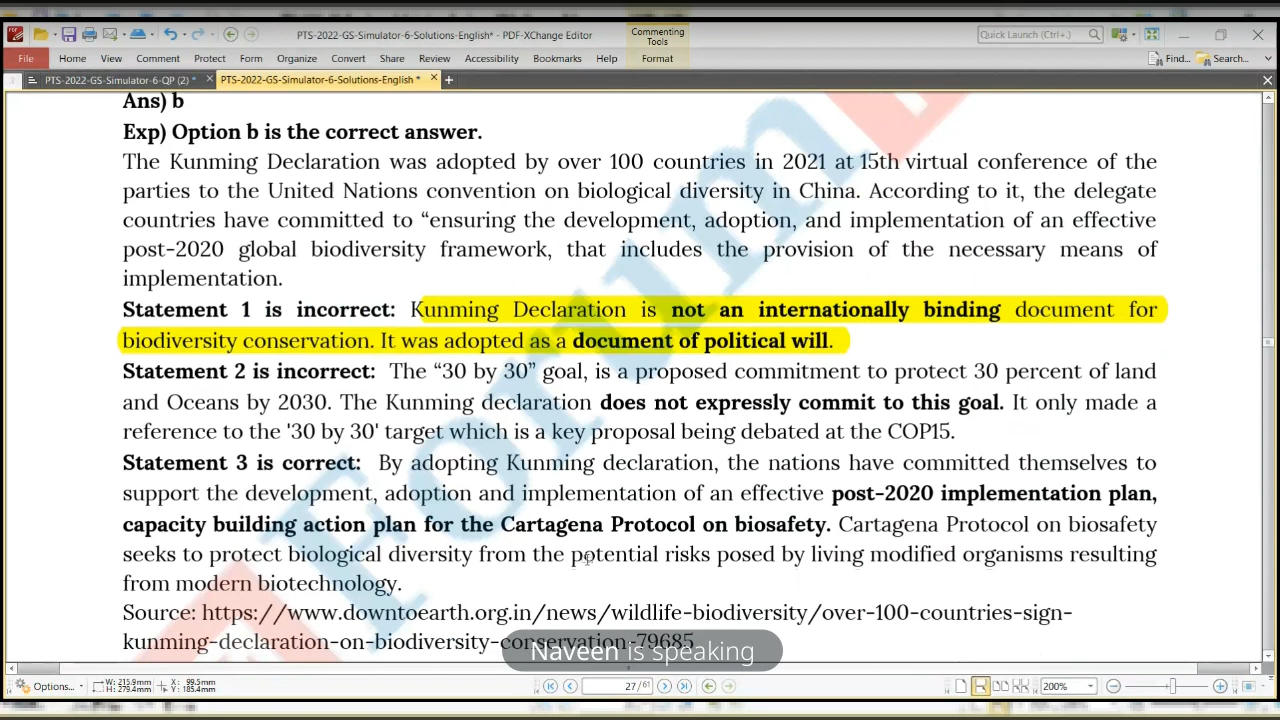 PTS-2022-GS-Simulator-6-Solutions-English* - PDF-XChange Editor
Commenting
Tools
Quick Launch (Ctrl+.)
File Home View Comment Protect Form Organize Convert Share Review Accessibility Bookmarks Help Format Find... Search...
PTS-2022-GS-Simulator-6-QP (2) * PTS-2022-GS-Simulator-6-Solutions-English *
Ans) b
Exp) Option b is the correct answer.
The Kunming Declaration was adopted by over 100 countries in 2021 at 15th virtual conference of the
parties to the United Nations convention on biological diversity in China. According to it, the delegate
countries have committed to “ensuring the development, adoption, and implementation of an effective
post-2020 global biodiversity framework, that includes the provision of the necessary means of
implementation.
Statement 1 is incorrect: Kunming Declaration is not an internationally binding document for
biodiversity conservation. It was adopted as a document of political will.
Statement 2 is incorrect: The “30 by 30” goal, is a proposed commitment to protect 30 percent of land
and Oceans by 2030. The Kunming declaration does not expressly commit to this goal. It only made a
reference to the '30 by 30' target which is a key proposal being debated at the COP15.
Statement 3 is correct: By adopting Kunming declaration, the nations have committed themselves to
support the development, adoption and implementation of an effective post-2020 implementation plan,
capacity building action plan for the Cartagena Protocol on biosafety. Cartagena Protocol on biosafety
seeks to protect biological diversity from the potential risks posed by living modified organisms resulting
from modern biotechnology.
Source: https://www.downtoearth.org.in/news/wildlife-biodiversity/over-100-countries-sign-
kunming-declaration-on-biodiversity-conservation-79685
Naveen is speaking
Options... W: 215.9mm X: 99.5mm
H: 279.4mm Y: 185.4mm
27 /61
200%
Forum